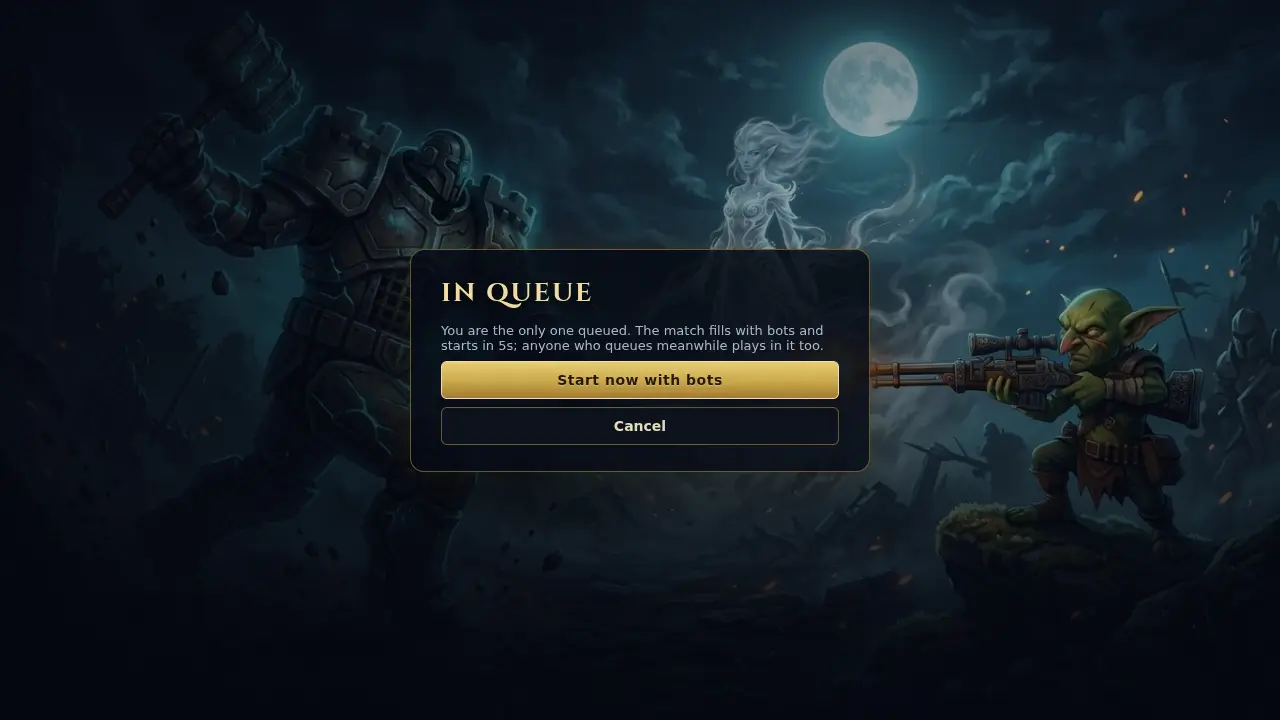 IN QUEUE
You are the only one queued. The match fills with bots and
starts in 5s; anyone who queues meanwhile plays in it too.
Start now with bots
Cancel